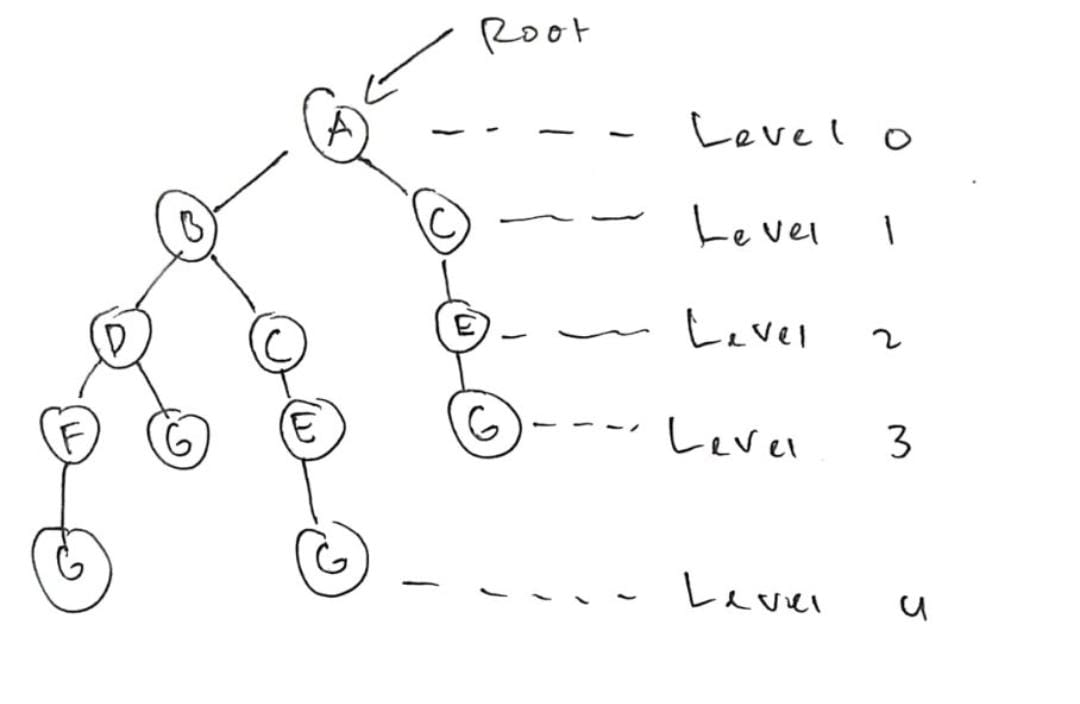 Root
A Level 0
B C Level 1
D C E Level 2
F G E G Level 3
G G Level 4